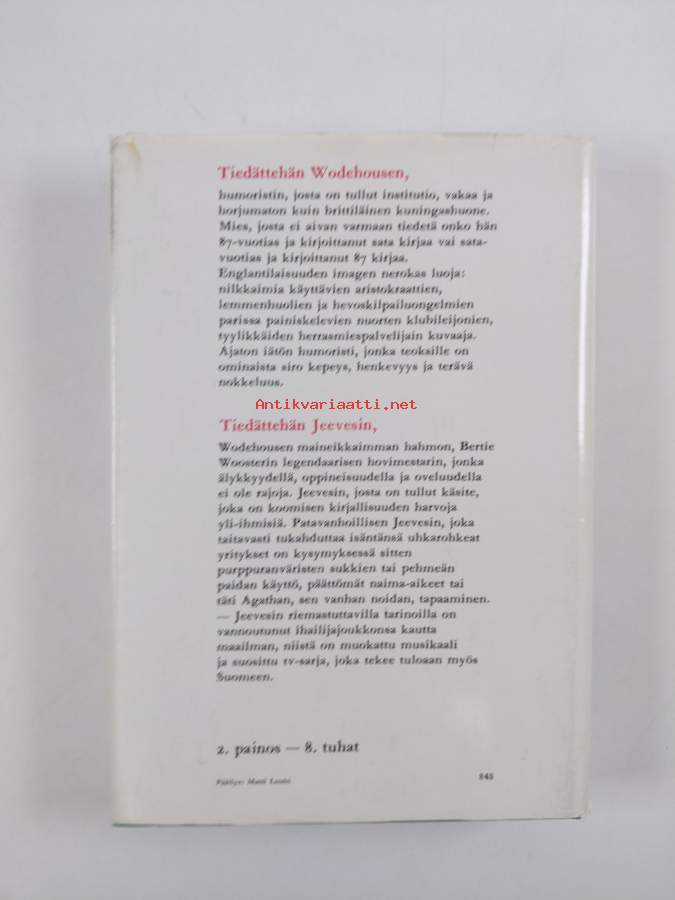 Tiedättehän Wodehousen,
humoristin, josta on tullut institutio, vakaa ja
horjumaton kuin brittiläinen kuningashuone.
Mies, josta ei aivan varmaan tiedetä onko hän
87-vuotias ja kirjoittanut sata kirjaa vai sata-
vuotias ja kirjoittanut 87 kirjaa.
Englantilaisuuden imagen nerokas luoja:
nilkkaimia käyttävien aristokraattien,
lemmenhuolien ja hevoskilpailuongelmien
parissa painiskelevien nuorten klubileijonien,
tyylikkäiden herrasmiespalvelijain kuvaaja.
Ajaton iätön humoristi, jonka teoksille on
ominaista siro kepeys, henkevyys ja terävä
nokkeluus.
Antikvariaatti.net
Tiedättehän Jeevesin,
Wodehousen maineikkaimman hahmon, Bertie
Woosterin legendaarisen hovimestarin, jonka
älykkyydellä, oppineisuudella ja oveluudella
ei ole rajoja. Jeevesin, josta on tullut käsite,
joka on koomisen kirjallisuuden harvoja
yli-ihmisiä. Patavanhoillisen Jeevesin, joka
taitavasti tukahduttaa isäntänsä uhkarohkeat
yritykset on kysymyksessä sitten
purppuranväristen sukkien tai pehmeän
paidan käyttö, päättömät naima-aikeet tai
täti Agathan, sen vanhan noidan, tapaaminen.
— Jeevesin riemastuttavilla tarinoilla on
vannoutunut ihailijajoukkonsa kautta
maailman, niistä on muokattu musikaali
ja suosittu tv-sarja, joka tekee tuloaan myös
Suomeen.
2. painos — 8. tuhat
Päällys: Matti Louhi
845